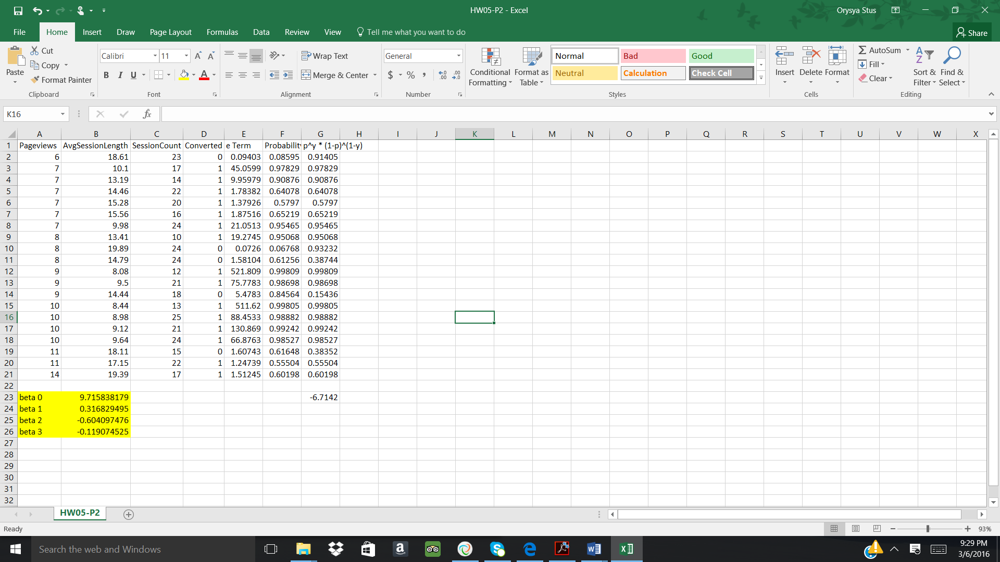 HW05-P2 - Excel
Orysya Stus
File Home Insert Draw Page Layout Formulas Data Review View Tell me what you want to do
Share
Paste
Cut
Copy
Format Painter
Clipboard
Calibri 11
B I U
Font
Wrap Text
Merge & Center
Alignment
General
$ % ,
Number
Conditional Formatting
Format as Table
Normal Bad Good
Neutral Calculation Check Cell
Styles
Insert Delete Format
Cells
AutoSum
Fill
Clear
Sort & Filter
Find & Select
Editing
K16
fx
A B C D E F G H I J K L M N O P Q R S T U V W X
1 Pageviews AvgSessionLength SessionCount Converted e Term Probability p^y * (1-p)^(1-y)
2 6 18.61 23 0 0.09403 0.08595 0.91405
3 7 10.1 17 1 45.0599 0.97829 0.97829
4 7 13.19 14 1 9.95979 0.90876 0.90876
5 7 14.46 22 1 1.78382 0.64078 0.64078
6 7 15.28 20 1 1.37926 0.5797 0.5797
7 7 15.56 16 1 1.87516 0.65219 0.65219
8 7 9.98 24 1 21.0513 0.95465 0.95465
9 8 13.41 10 1 19.2745 0.95068 0.95068
10 8 19.89 24 0 0.0726 0.06768 0.93232
11 8 14.79 24 0 1.58104 0.61256 0.38744
12 9 8.08 12 1 521.809 0.99809 0.99809
13 9 9.5 21 1 75.7783 0.98698 0.98698
14 9 14.44 18 0 5.4783 0.84564 0.15436
15 10 8.44 13 1 511.62 0.99805 0.99805
16 10 8.98 25 1 88.4533 0.98882 0.98882
17 10 9.12 21 1 130.869 0.99242 0.99242
18 10 9.64 24 1 66.8763 0.98527 0.98527
19 11 18.11 15 0 1.60743 0.61648 0.38352
20 11 17.15 22 1 1.24739 0.55504 0.55504
21 14 19.39 17 1 1.51245 0.60198 0.60198
22
23 beta 0 9.715838179 -6.7142
24 beta 1 0.316829495
25 beta 2 -0.604097476
26 beta 3 -0.119074525
27
28
29
30
31
32
HW05-P2
Ready
93%
Search the web and Windows
9:29 PM
3/6/2016